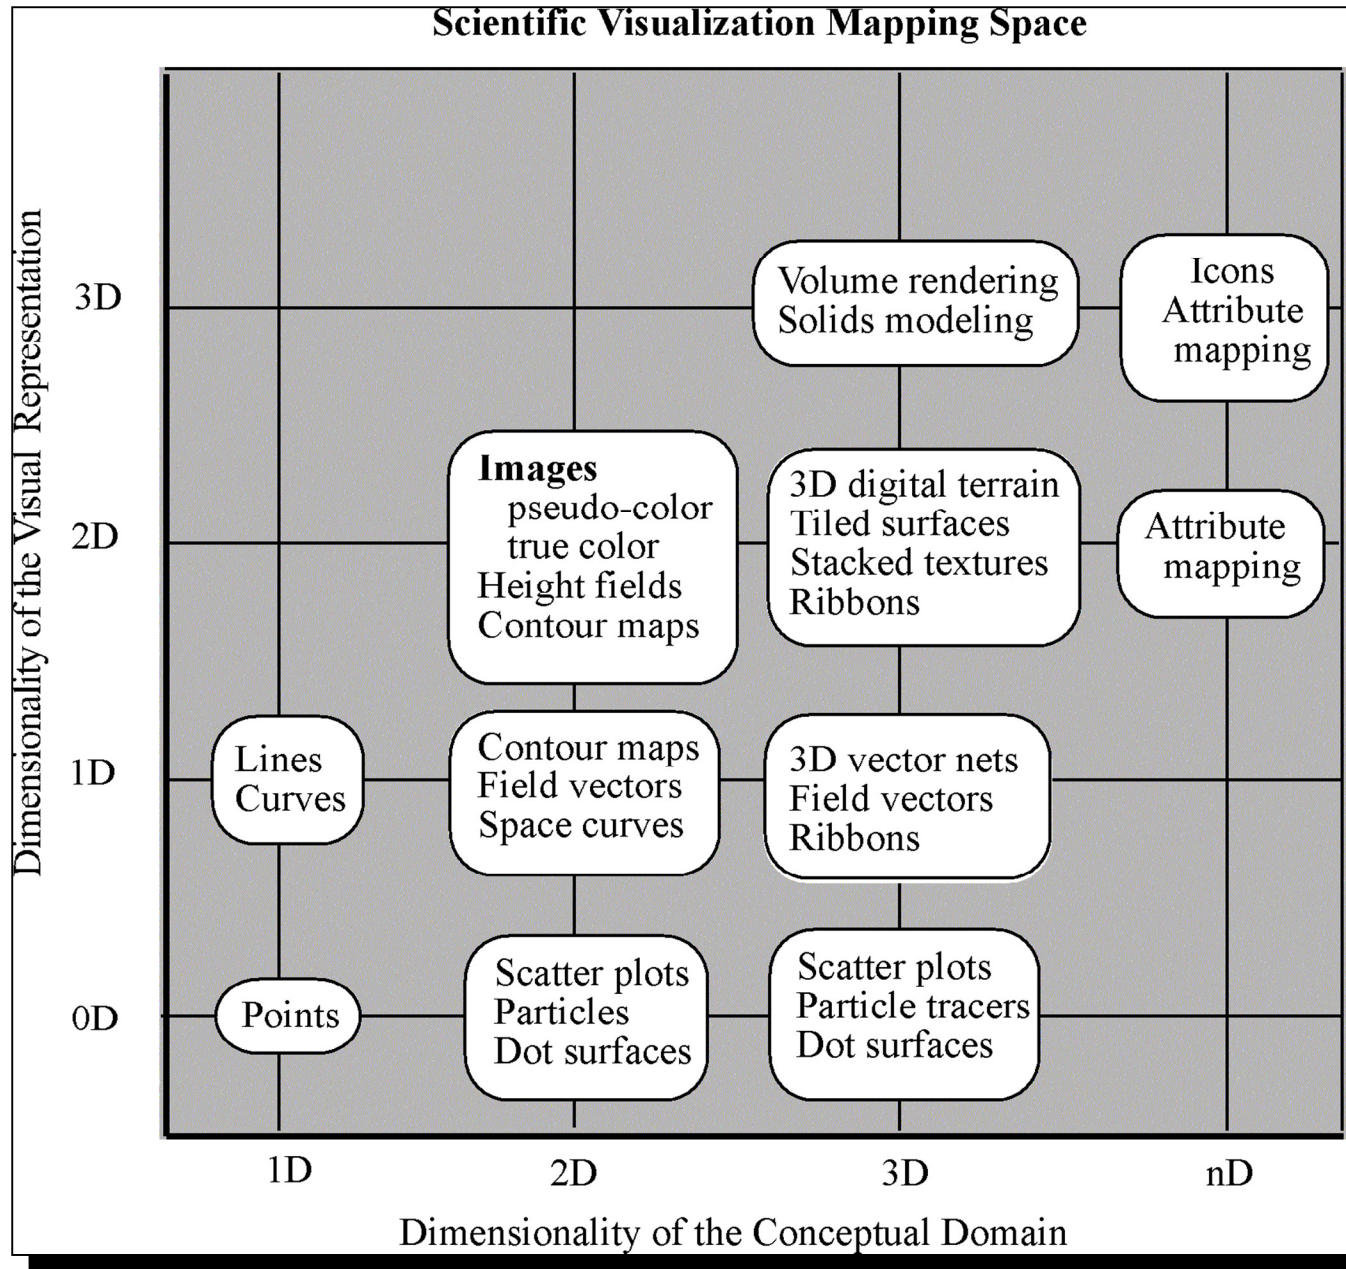 Scientific Visualization Mapping Space
Dimensionality of the Visual Representation
3D
Volume rendering
Solids modeling
Icons
Attribute
mapping
2D
Images
pseudo-color
true color
Height fields
Contour maps
3D digital terrain
Tiled surfaces
Stacked textures
Ribbons
Attribute
mapping
1D
Lines
Curves
Contour maps
Field vectors
Space curves
3D vector nets
Field vectors
Ribbons
0D
Points
Scatter plots
Particles
Dot surfaces
Scatter plots
Particle tracers
Dot surfaces
1D
2D
3D
nD
Dimensionality of the Conceptual Domain